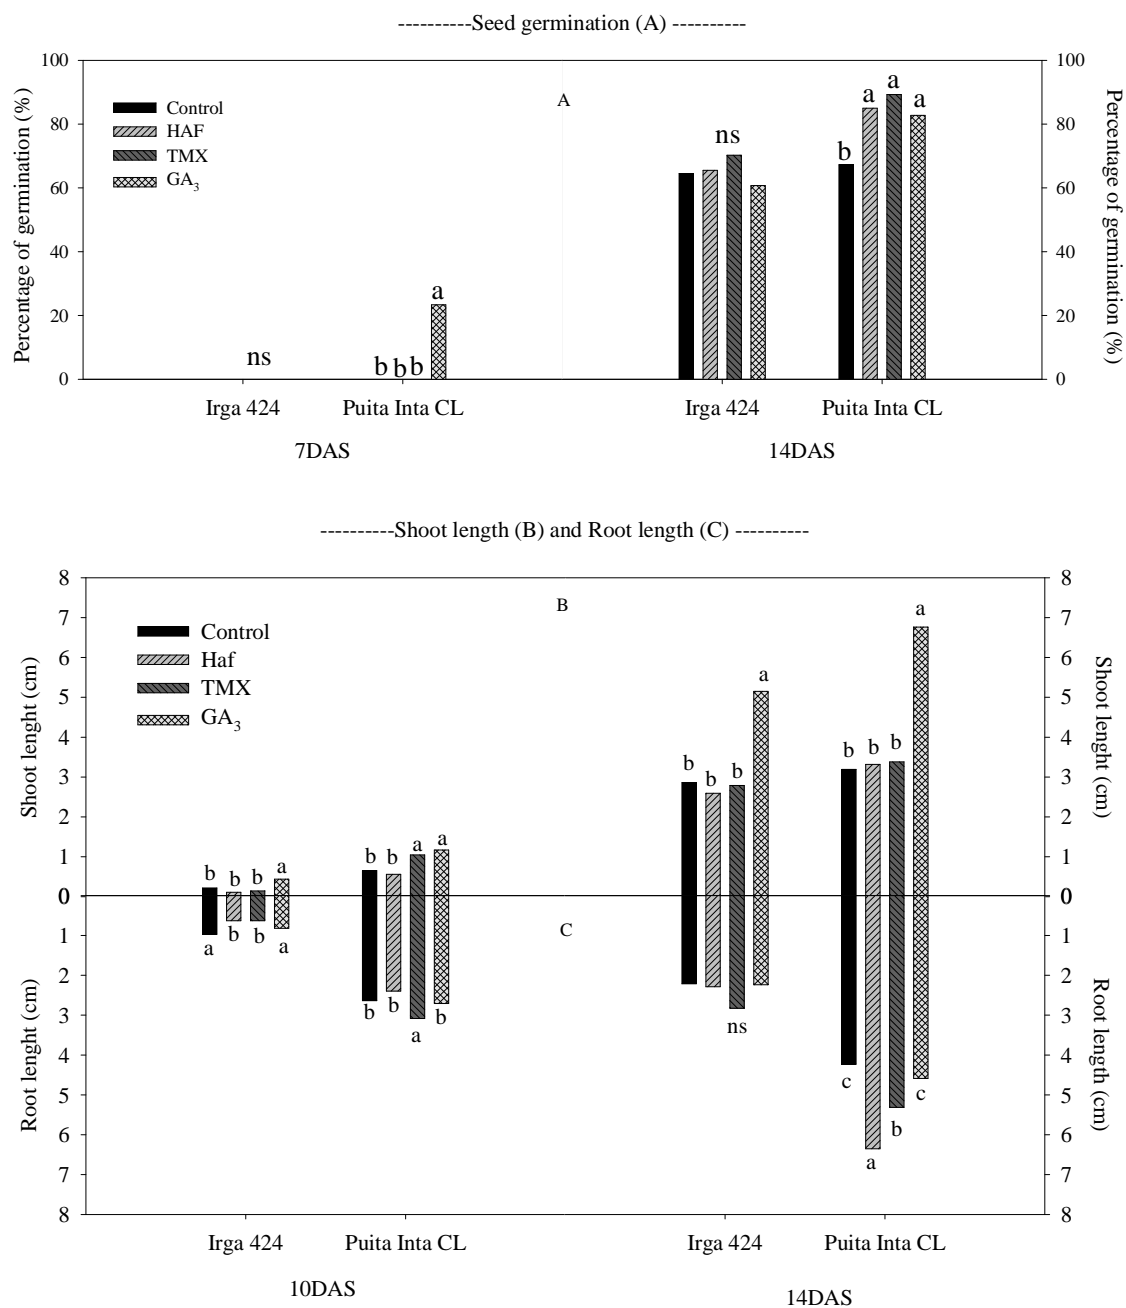 ----------Seed germination (A) ----------
Percentage of germination (%)
100
80
60
40
20
0
Control
HAF
TMX
GA3
A
ns
b b b a
ns
b a a a
100
80
60
40
20
0
Percentage of germination (%)
Irga 424 Puita Inta CL Irga 424 Puita Inta CL
7DAS 14DAS
----------Shoot length (B) and Root length (C) ----------
Shoot lenght (cm)
8
7
6
5
4
3
2
1
0
Control
Haf
TMX
GA3
B
b b b a
b b a a
b b b a
b b b a
8
7
6
5
4
3
2
1
0
Shoot lenght (cm)
Root lenght (cm)
0
1
2
3
4
5
6
7
8
C
a b b a
b b a b
ns
c a b c
0
1
2
3
4
5
6
7
8
Root length (cm)
Irga 424 Puita Inta CL Irga 424 Puita Inta CL
10DAS 14DAS